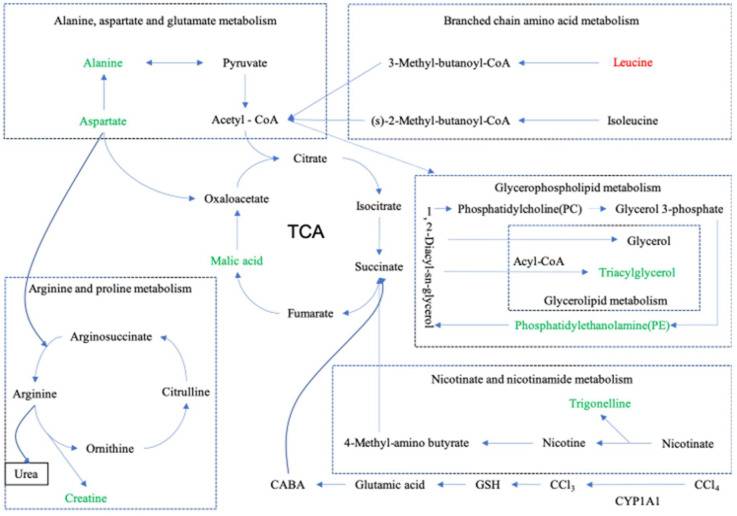 Alanine, aspartate and glutamate metabolism
Alanine
Pyruvate
Aspartate
Acetyl - CoA
Branched chain amino acid metabolism
3-Methyl-butanoyl-CoA
Leucine
(s)-2-Methyl-butanoyl-CoA
Isoleucine
Citrate
Oxaloacetate
Isocitrate
TCA
Malic acid
Succinate
Fumarate
Glycerophospholipid metabolism
1,2-Diacyl-sn-glycerol
Phosphatidylcholine(PC)
Glycerol 3-phosphate
Glycerol
Acyl-CoA
Triacylglycerol
Glycerolipid metabolism
Phosphatidylethanolamine(PE)
Arginine and proline metabolism
Arginosuccinate
Arginine
Citrulline
Ornithine
Urea
Creatine
Nicotinate and nicotinamide metabolism
Trigonelline
4-Methyl-amino butyrate
Nicotine
Nicotinate
CABA
Glutamic acid
GSH
CCl3
CCl4
CYP1A1